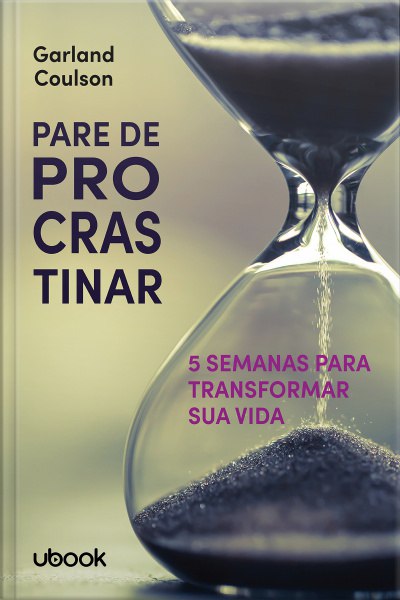 Garland
Coulson
PARE DE
PRO
CRAS
TINAR
5 SEMANAS PARA
TRANSFORMAR
SUA VIDA
ubook